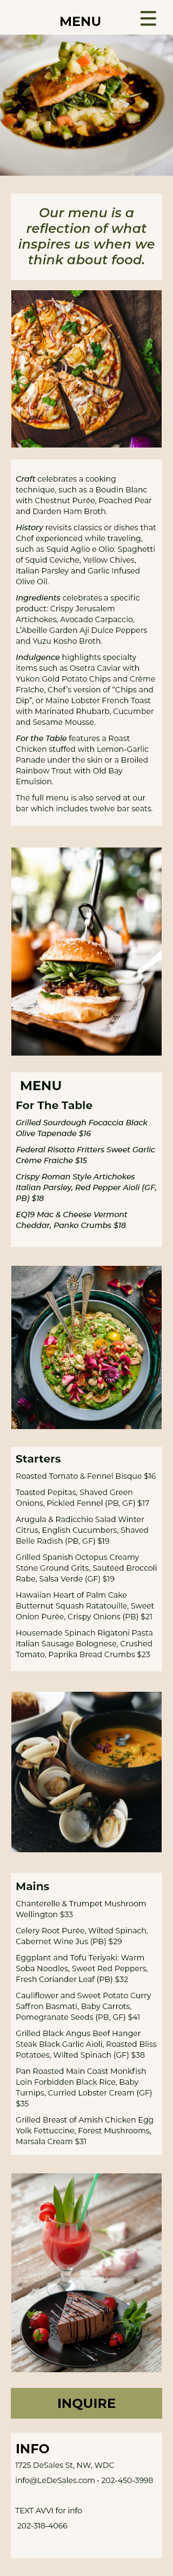 MENU
Our menu is a
reflection of what
inspires us when we
think about food.
Craft celebrates a cooking
technique, such as a Boudin Blanc
with Chestnut Purée, Poached Pear
and Darden Ham Broth.
History revisits classics or dishes that
Chef experienced while traveling,
such as Squid Aglio e Olio: Spaghetti
of Squid Ceviche, Yellow Chives,
Italian Parsley and Garlic Infused
Olive Oil.
Ingredients celebrates a specific
product: Crispy Jerusalem
Artichokes, Avocado Carpaccio,
L’Abeille Garden Aji Dulce Peppers
and Yuzu Kosho Broth.
Indulgence highlights specialty
items such as Osetra Caviar with
Yukon Gold Potato Chips and Crème
Fraîche, Chef’s version of “Chips and
Dip”, or Maine Lobster French Toast
with Marinated Rhubarb, Cucumber
and Sesame Mousse.
For the Table features a Roast
Chicken stuffed with Lemon-Garlic
Panade under the skin or a Broiled
Rainbow Trout with Old Bay
Emulsion.
The full menu is also served at our
bar which includes twelve bar seats.
MENU
For The Table
Grilled Sourdough Focaccia Black
Olive Tapenade $16
Federal Risotto Fritters Sweet Garlic
Crème Fraiche $15
Crispy Roman Style Artichokes
Italian Parsley, Red Pepper Aioli (GF,
PB) $18
EQ19 Mac & Cheese Vermont
Cheddar, Panko Crumbs $18
Starters
Roasted Tomato & Fennel Bisque $16
Toasted Pepitas, Shaved Green
Onions, Pickled Fennel (PB, GF) $17
Arugula & Radicchio Salad Winter
Citrus, English Cucumbers, Shaved
Belle Radish (PB, GF) $19
Grilled Spanish Octopus Creamy
Stone Ground Grits, Sautéed Broccoli
Rabe, Salsa Verde (GF) $19
Hawaiian Heart of Palm Cake
Butternut Squash Ratatouille, Sweet
Onion Purée, Crispy Onions (PB) $21
Housemade Spinach Rigatoni Pasta
Italian Sausage Bolognese, Crushed
Tomato, Paprika Bread Crumbs $23
Mains
Chanterelle & Trumpet Mushroom
Wellington $33
Celery Root Purée, Wilted Spinach,
Cabernet Wine Jus (PB) $29
Eggplant and Tofu Teriyaki: Warm
Soba Noodles, Sweet Red Peppers,
Fresh Coriander Leaf (PB) $32
Cauliflower and Sweet Potato Curry
Saffron Basmati, Baby Carrots,
Pomegranate Seeds (PB, GF) $41
Grilled Black Angus Beef Hanger
Steak Black Garlic Aioli, Roasted Bliss
Potatoes, Wilted Spinach (GF) $38
Pan Roasted Main Coast Monkfish
Loin Forbidden Black Rice, Baby
Turnips, Curried Lobster Cream (GF)
$35
Grilled Breast of Amish Chicken Egg
Yolk Fettuccine, Forest Mushrooms,
Marsala Cream $31
INQUIRE
INFO
1725 DeSales St, NW, WDC
info@LeDeSales.com • 202-450-3998
TEXT AVVI for info
202-318-4066